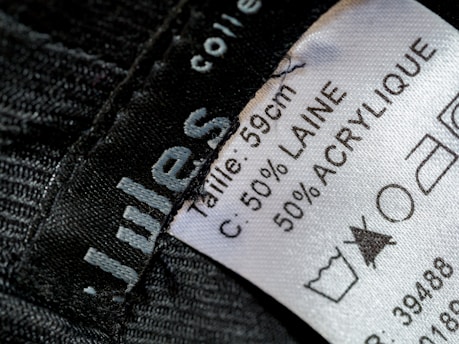 Jules
colle
Taille: 59cm
C: 50% LAINE
50% ACRYLIQUE
R: 39488